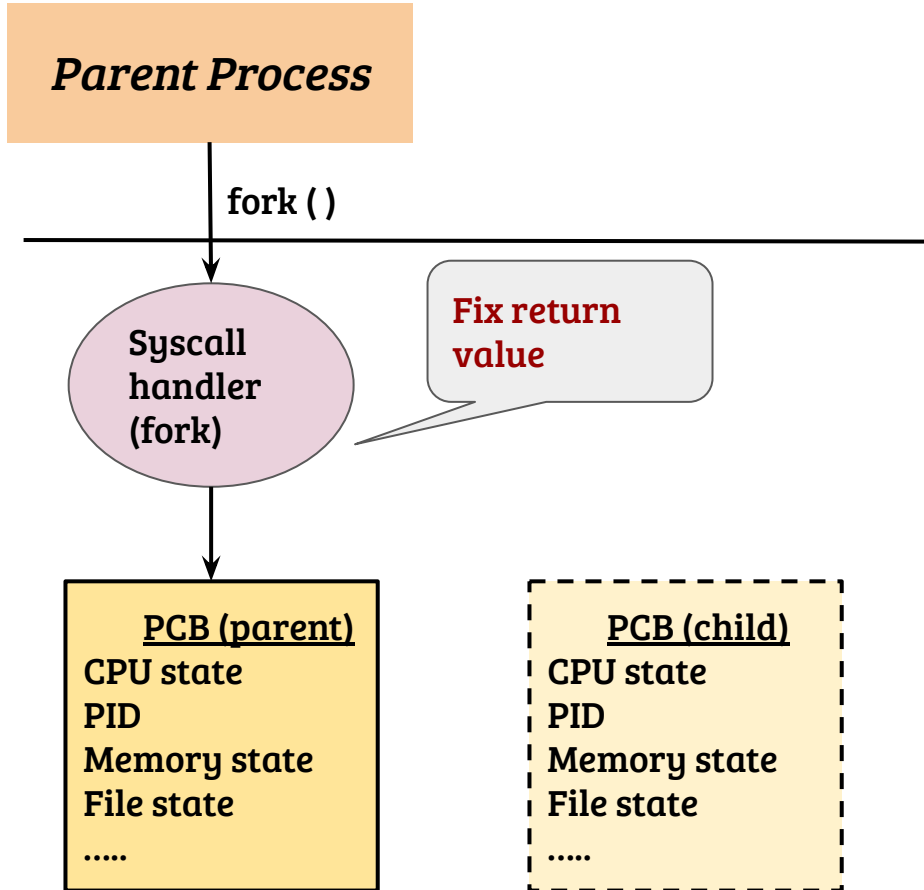 Parent Process
fork ( )
Fix return
value
Syscall
handler
(fork)
PCB (parent)
CPU state
PID
Memory state
File state
.....
PCB (child)
CPU state
PID
Memory state
File state
.....